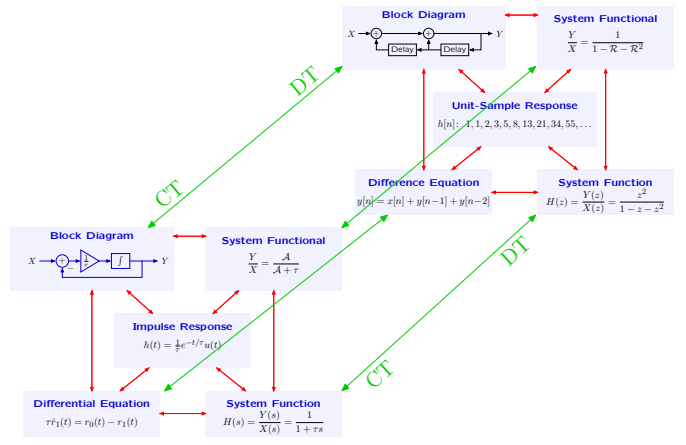 Block Diagram
X + + Y
Delay Delay
System Functional
Y/X = 1/(1 − R − R²)
Unit-Sample Response
h[n]: 1, 1, 2, 3, 5, 8, 13, 21, 34, 55, . . .
Difference Equation
y[n] = x[n] + y[n−1] + y[n−2]
System Function
H(z) = Y(z)/X(z) = z²/(1 − z − z²)
DT
CT
DT
CT
Block Diagram
X + − 1/τ ∫ Y
System Functional
Y/X = A/(A + τ)
Impulse Response
h(t) = 1/τ e^{−t/τ} u(t)
Differential Equation
τṙ₁(t) = r₀(t) − r₁(t)
System Function
H(s) = Y(s)/X(s) = 1/(1 + τs)